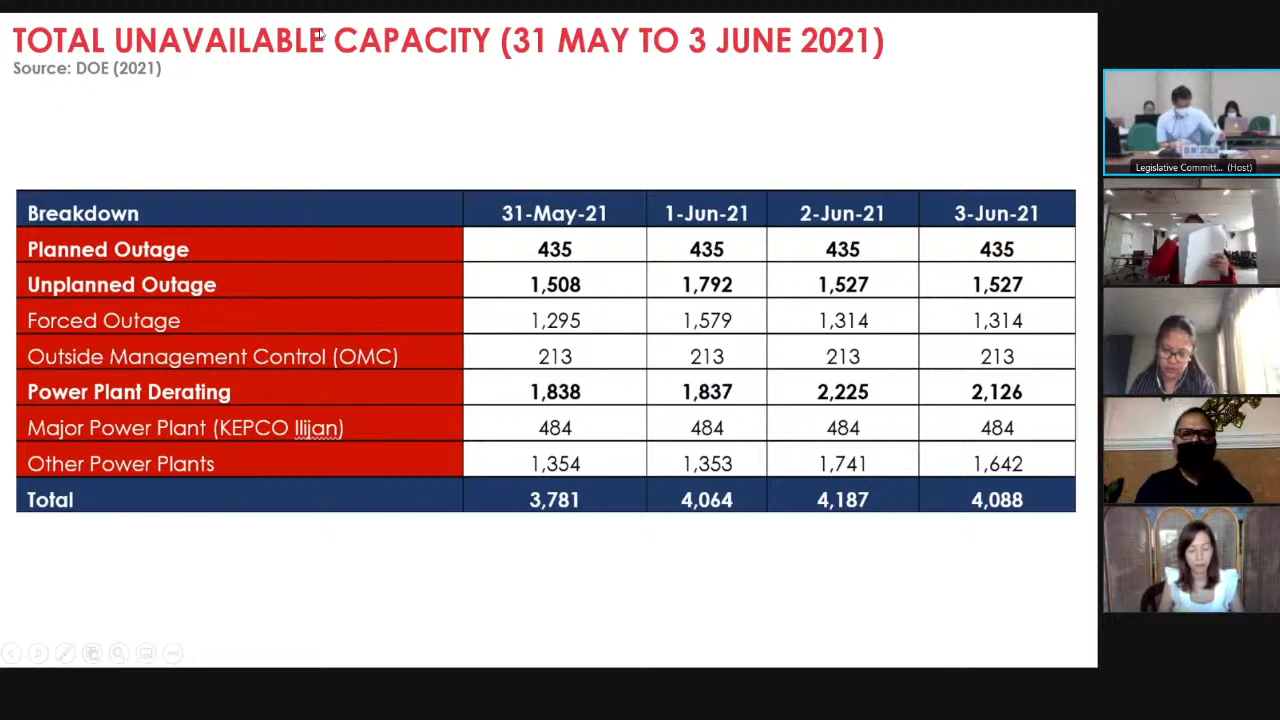 TOTAL UNAVAILABLE CAPACITY (31 MAY TO 3 JUNE 2021)
Source: DOE (2021)
Breakdown 31-May-21 1-Jun-21 2-Jun-21 3-Jun-21
Planned Outage 435 435 435 435
Unplanned Outage 1,508 1,792 1,527 1,527
Forced Outage 1,295 1,579 1,314 1,314
Outside Management Control (OMC) 213 213 213 213
Power Plant Derating 1,838 1,837 2,225 2,126
Major Power Plant (KEPCO Ilijan) 484 484 484 484
Other Power Plants 1,354 1,353 1,741 1,642
Total 3,781 4,064 4,187 4,088
Legislative Committ... (Host)